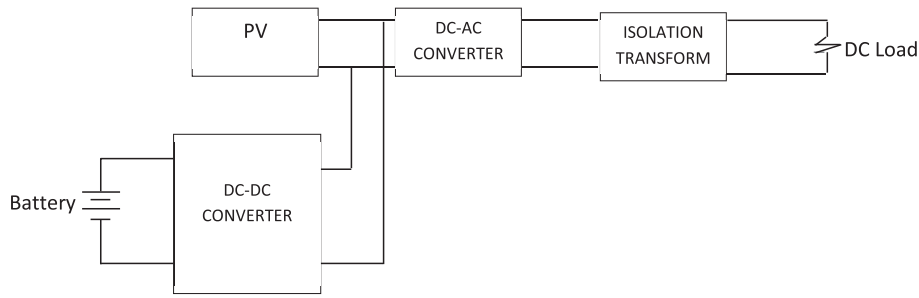 PV
DC-AC
CONVERTER
ISOLATION
TRANSFORM
DC Load
Battery
DC-DC
CONVERTER